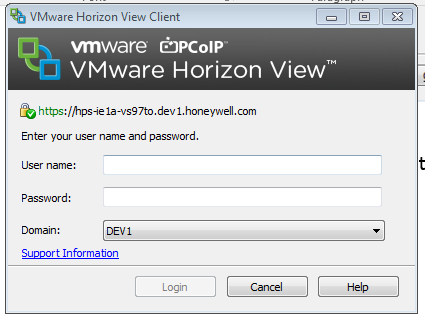 VMware Horizon View Client
vmware PCoIP™
VMware Horizon View™
https://hps-ie1a-vs97to.dev1.honeywell.com
Enter your user name and password.
User name:
Password:
Domain: DEV1
Support Information
Login Cancel Help